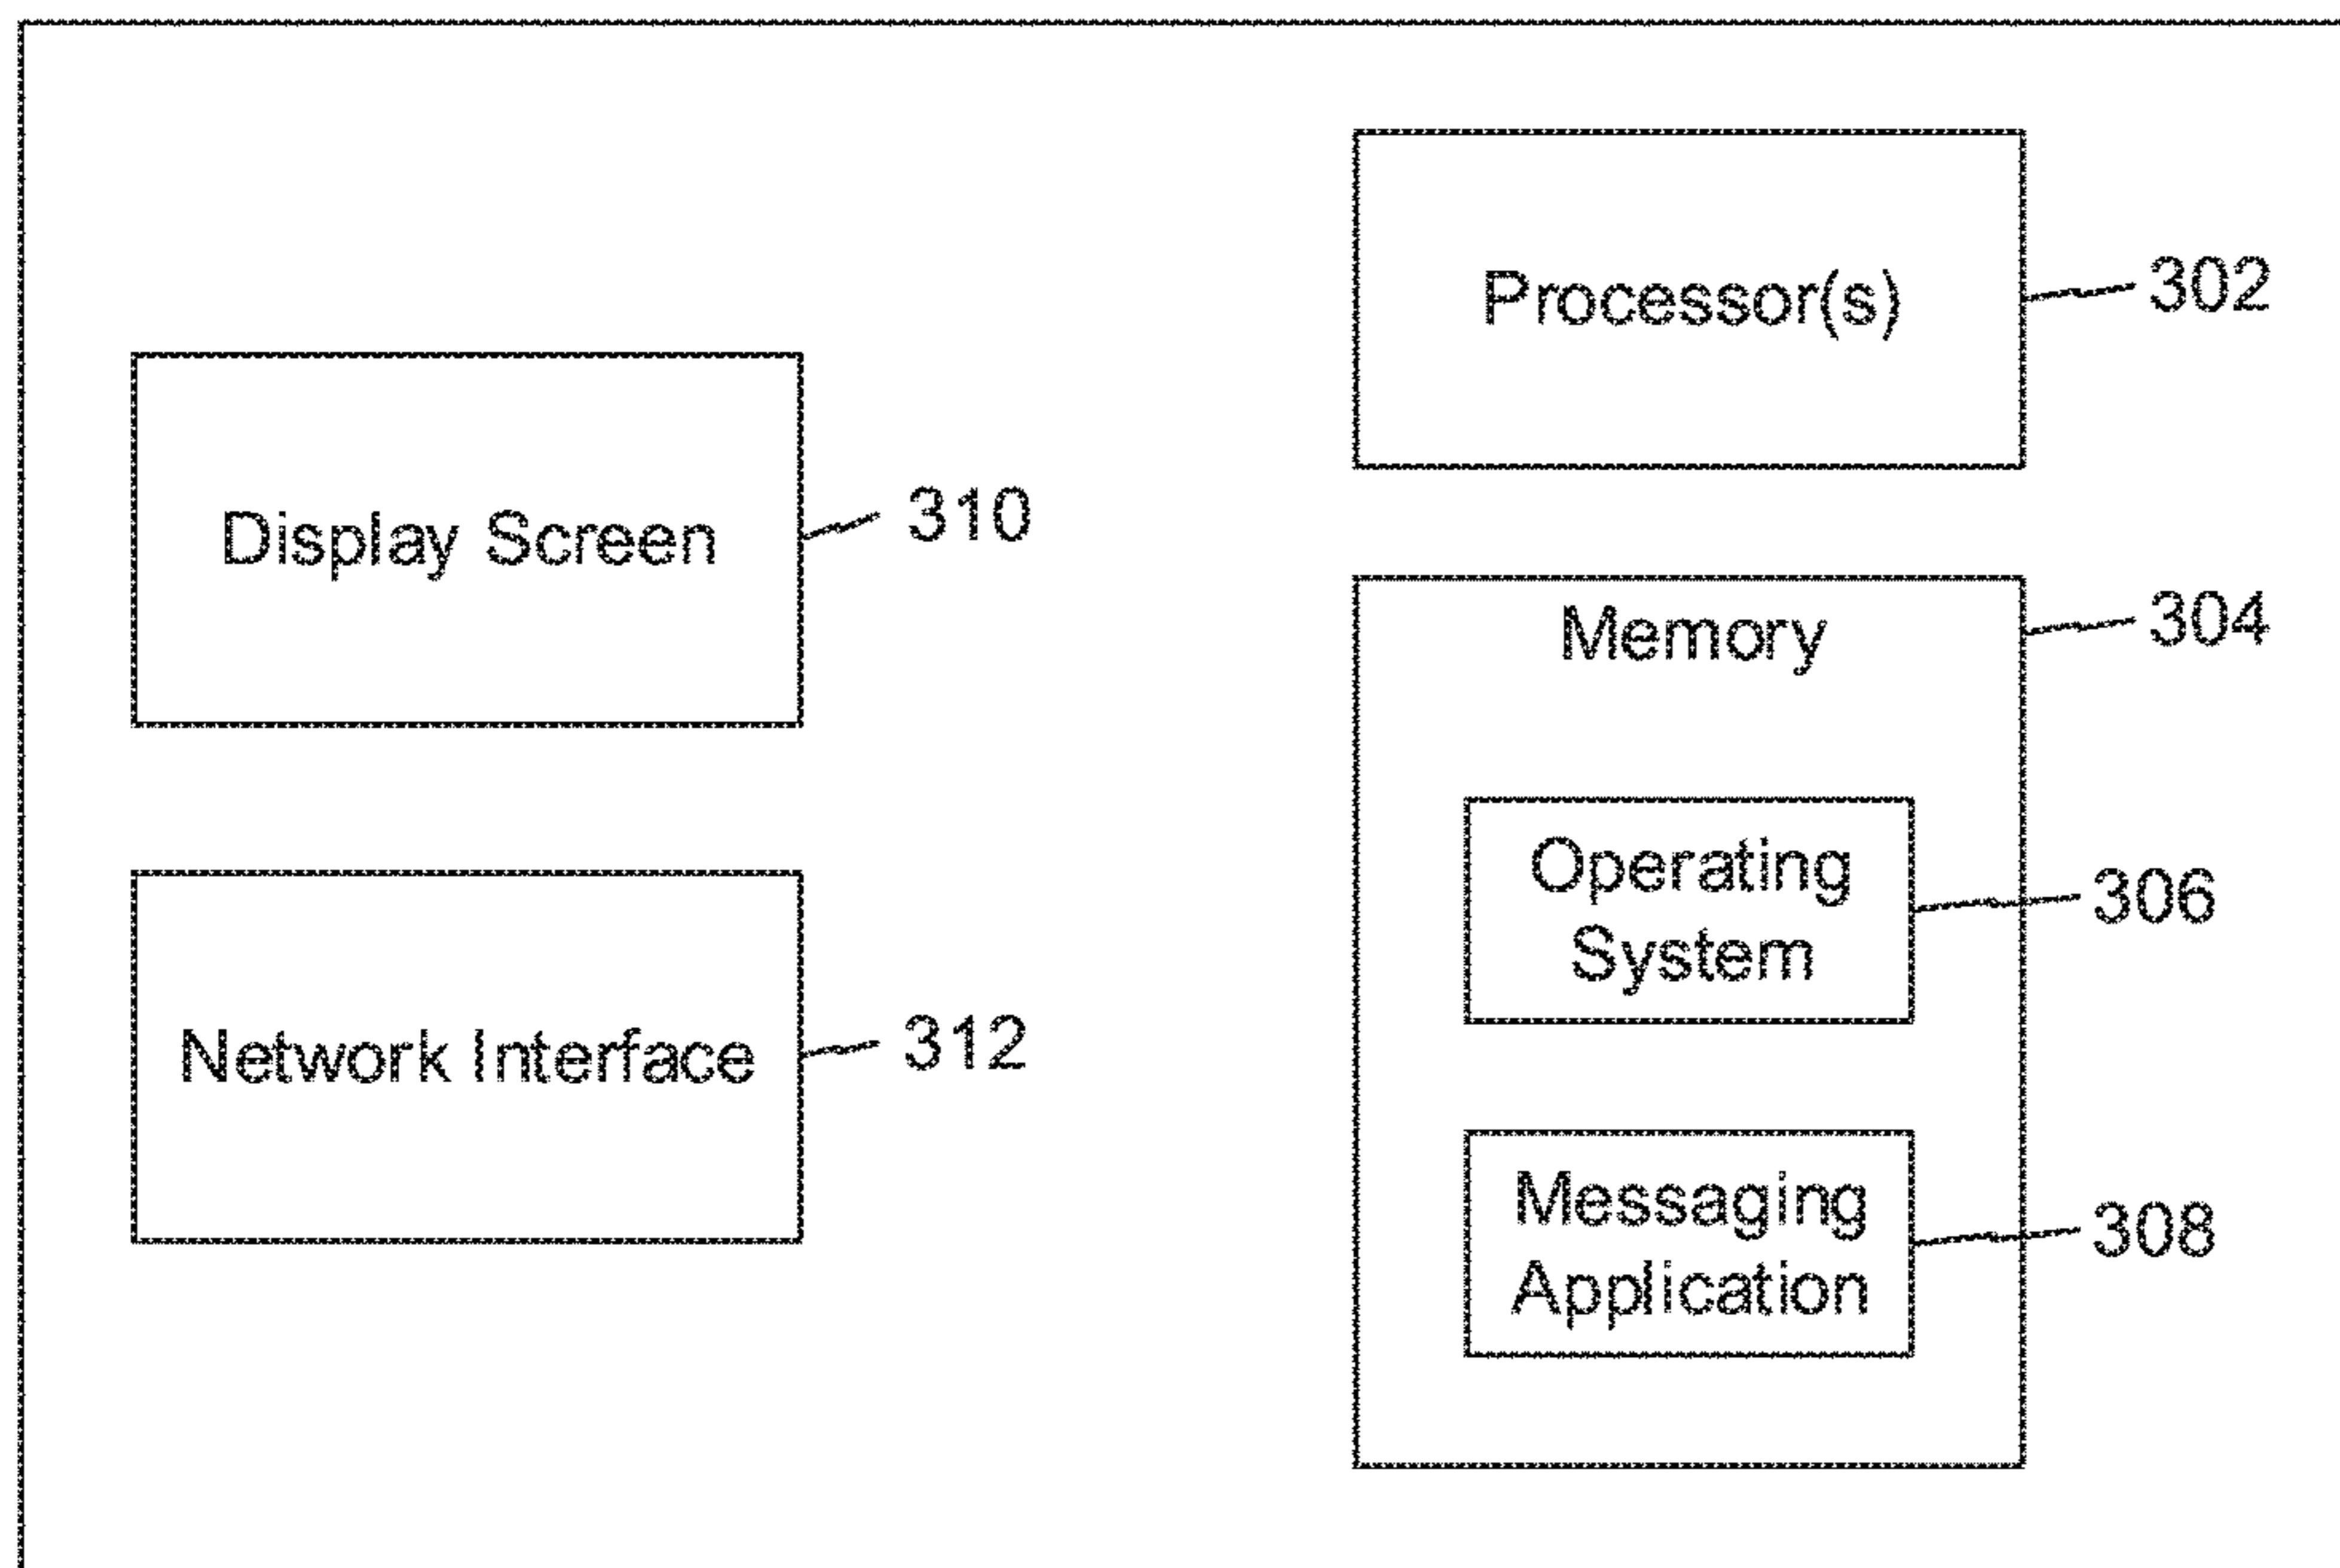 Processor(s)
302
Display Screen
310
Memory
304
Operating
System
306
Network Interface
312
Messaging
Application
308